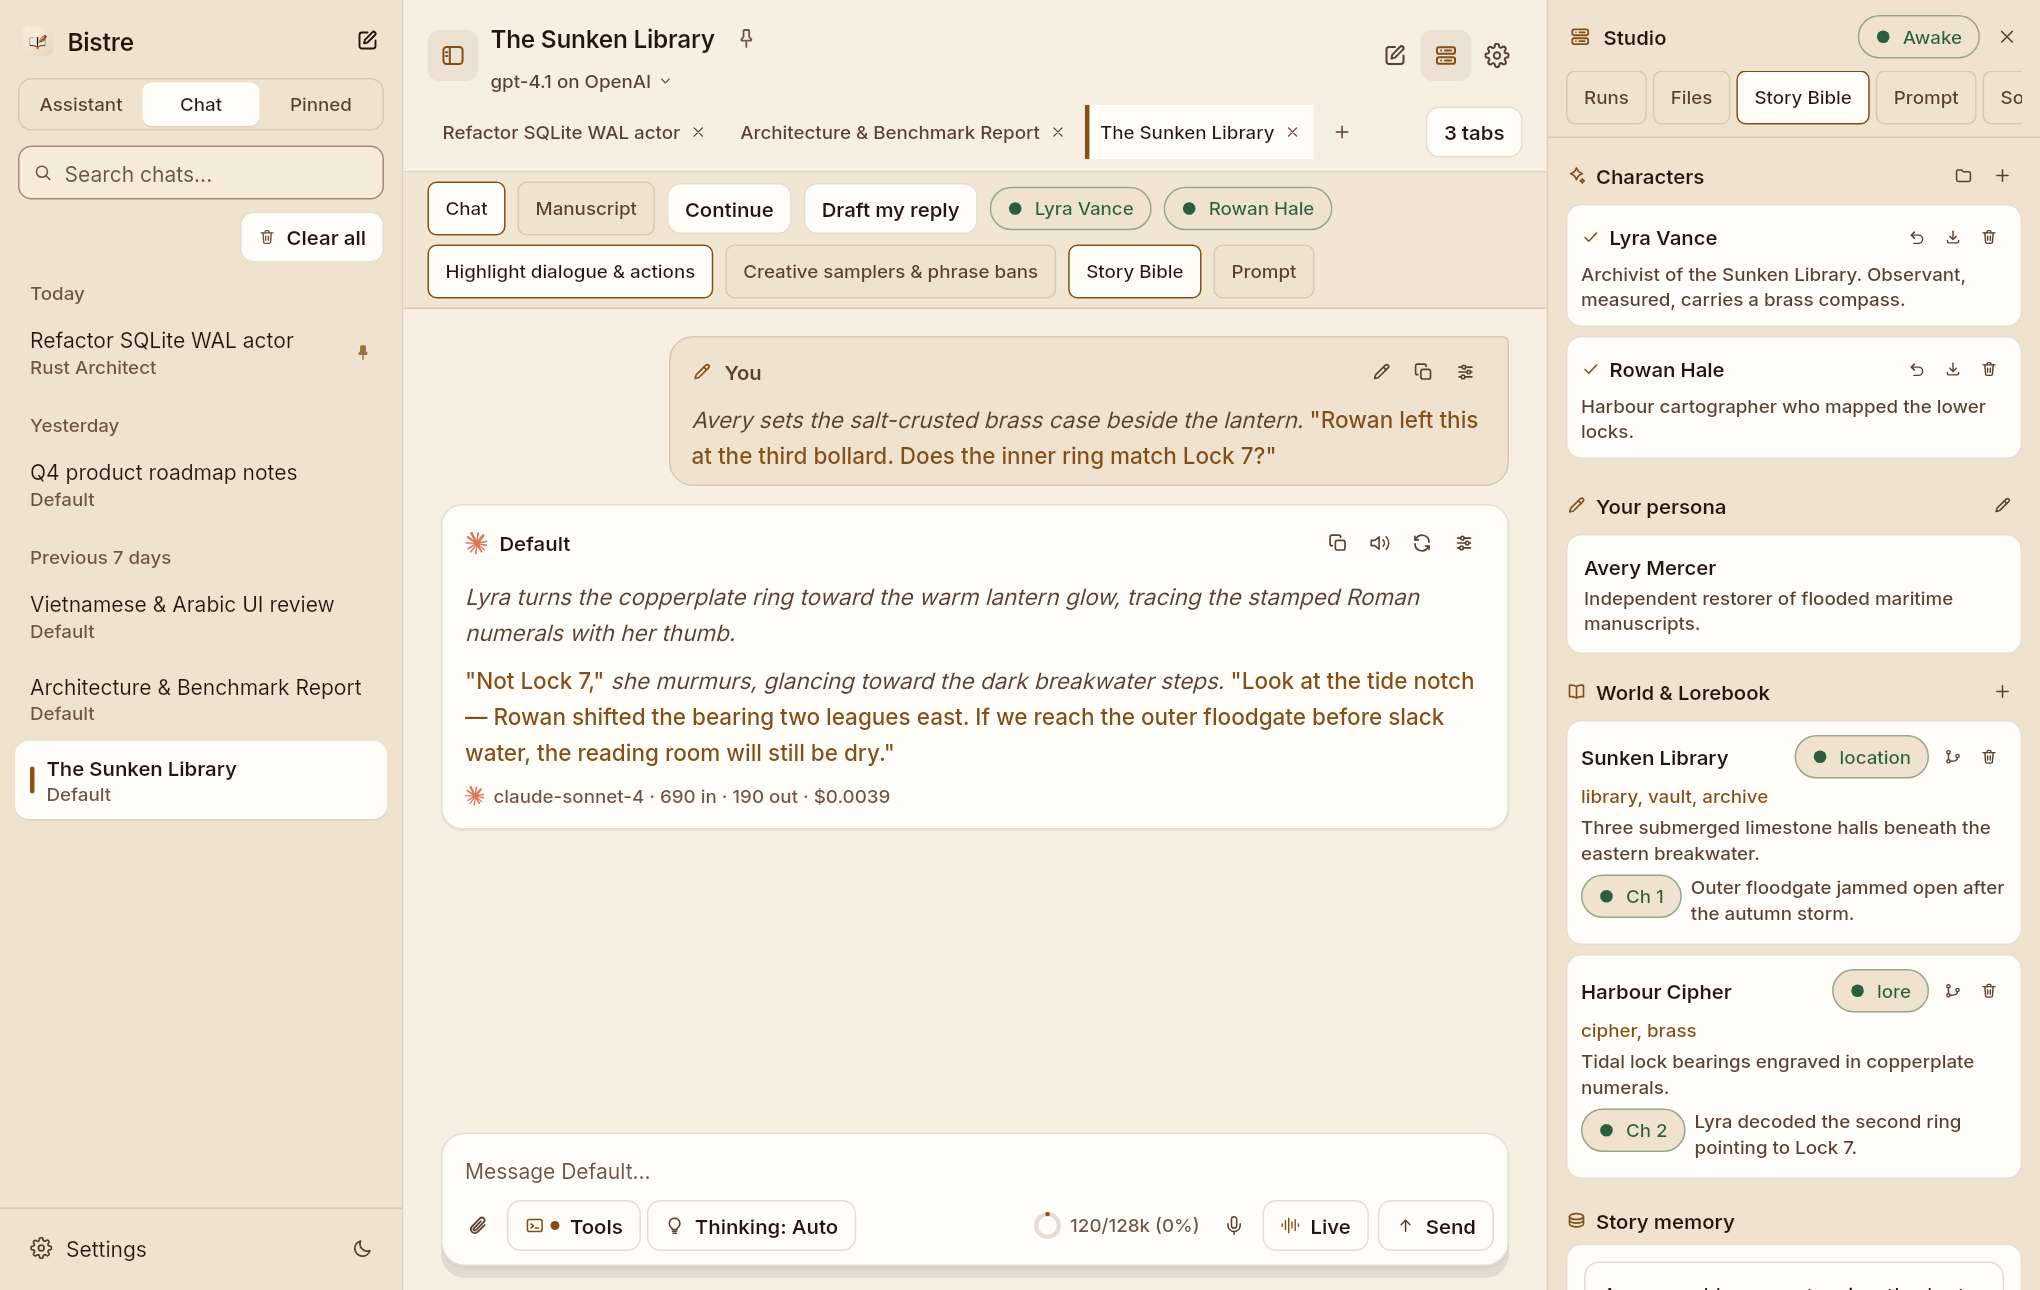 Bistre
Assistant
Chat
Pinned
Search chats...
Clear all
Today
Refactor SQLite WAL actor
Rust Architect
Yesterday
Q4 product roadmap notes
Default
Previous 7 days
Vietnamese & Arabic UI review
Default
Architecture & Benchmark Report
Default
The Sunken Library
Default
Settings
The Sunken Library
gpt-4.1 on OpenAI
Refactor SQLite WAL actor
Architecture & Benchmark Report
The Sunken Library
3 tabs
Chat
Manuscript
Continue
Draft my reply
Lyra Vance
Rowan Hale
Highlight dialogue & actions
Creative samplers & phrase bans
Story Bible
Prompt
You
Avery sets the salt-crusted brass case beside the lantern. "Rowan left this
at the third bollard. Does the inner ring match Lock 7?"
Default
Lyra turns the copperplate ring toward the warm lantern glow, tracing the stamped Roman
numerals with her thumb.
"Not Lock 7," she murmurs, glancing toward the dark breakwater steps. "Look at the tide notch
— Rowan shifted the bearing two leagues east. If we reach the outer floodgate before slack
water, the reading room will still be dry."
claude-sonnet-4 · 690 in · 190 out · $0.0039
Message Default...
Tools
Thinking: Auto
120/128k (0%)
Live
Send
Studio
Awake
Runs
Files
Story Bible
Prompt
So
Characters
Lyra Vance
Archivist of the Sunken Library. Observant,
measured, carries a brass compass.
Rowan Hale
Harbour cartographer who mapped the lower
locks.
Your persona
Avery Mercer
Independent restorer of flooded maritime
manuscripts.
World & Lorebook
Sunken Library
location
library, vault, archive
Three submerged limestone halls beneath the
eastern breakwater.
Ch 1
Outer floodgate jammed open after
the autumn storm.
Harbour Cipher
lore
cipher, brass
Tidal lock bearings engraved in copperplate
numerals.
Ch 2
Lyra decoded the second ring
pointing to Lock 7.
Story memory